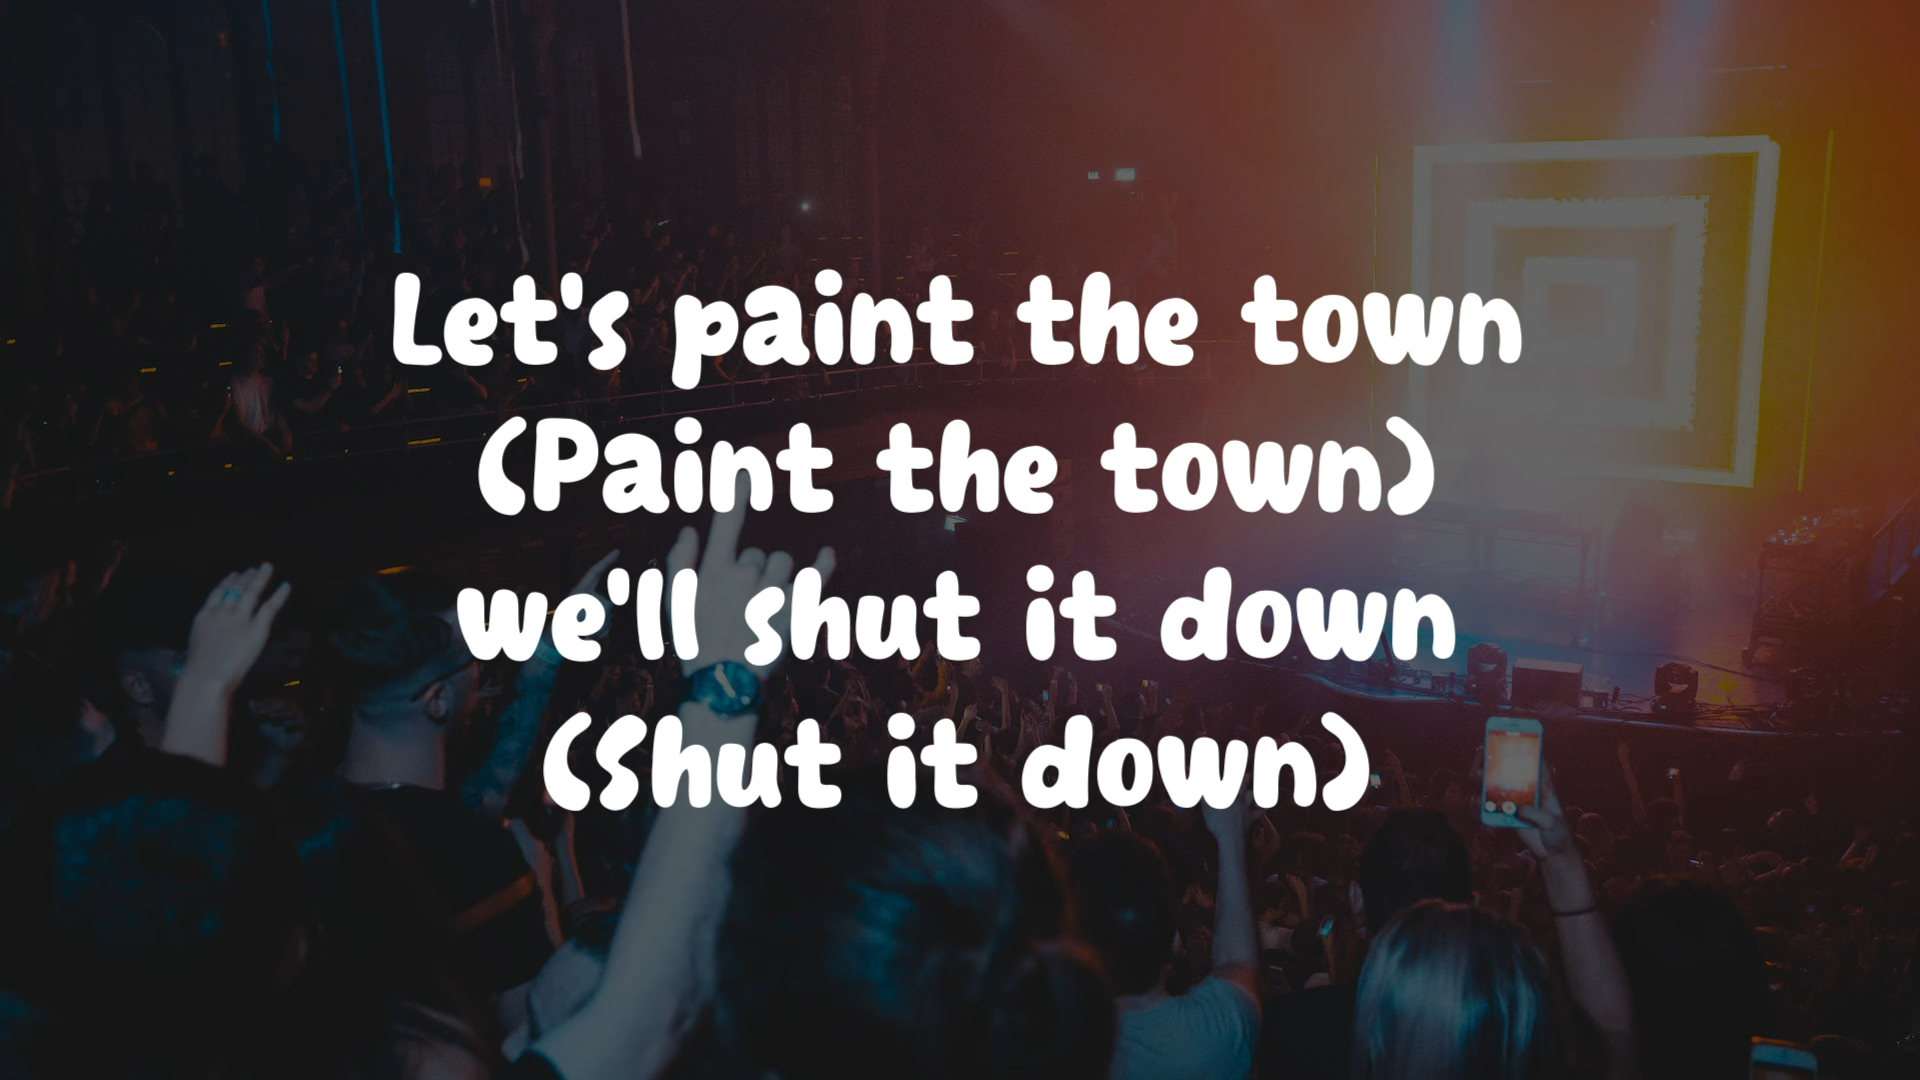 Let's paint the town
(Paint the town)
we'll shut it down
(Shut it down)